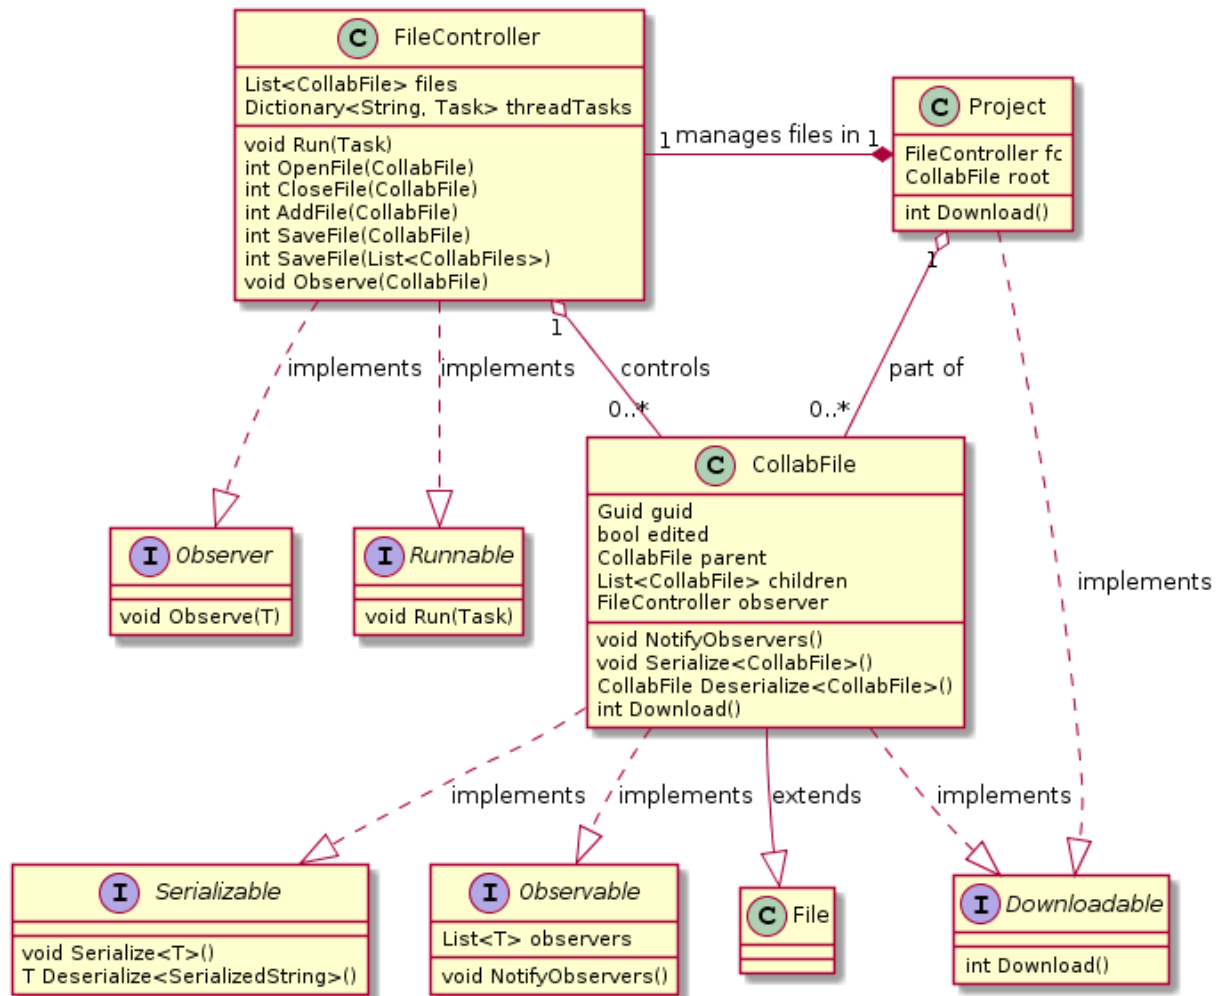 C FileController
List<CollabFile> files
Dictionary<String, Task> threadTasks
void Run(Task)
int OpenFile(CollabFile)
int CloseFile(CollabFile)
int AddFile(CollabFile)
int SaveFile(CollabFile)
int SaveFile(List<CollabFiles>)
void Observe(CollabFile)
1 manages files in 1
C Project
FileController fc
CollabFile root
int Download()
1
1
implements
implements
controls
part of
0..*
0..*
C CollabFile
Guid guid
bool edited
CollabFile parent
List<CollabFile> children
FileController observer
void NotifyObservers()
void Serialize<CollabFile>()
CollabFile Deserialize<CollabFile>()
int Download()
I Observer
void Observe(T)
I Runnable
void Run(Task)
implements
implements
implements
extends
implements
I Serializable
void Serialize<T>()
T Deserialize<SerializedString>()
I Observable
List<T> observers
void NotifyObservers()
C File
I Downloadable
int Download()